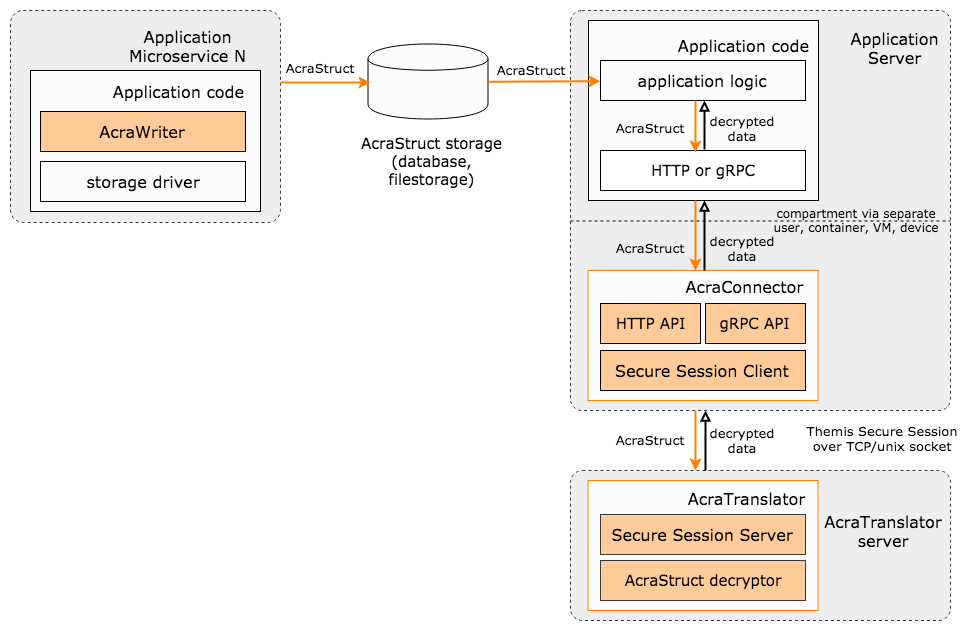 Application
Microservice N
Application code
AcraWriter
storage driver
AcraStruct
AcraStruct storage
(database,
filestorage)
AcraStruct
Application code
application logic
AcraStruct
decrypted
data
HTTP or gRPC
Application
Server
compartment via separate
user, container, VM, device
AcraStruct
decrypted
data
AcraConnector
HTTP API
gRPC API
Secure Session Client
AcraStruct
decrypted
data
Themis Secure Session
over TCP/unix socket
AcraTranslator
Secure Session Server
AcraStruct decryptor
AcraTranslator
server